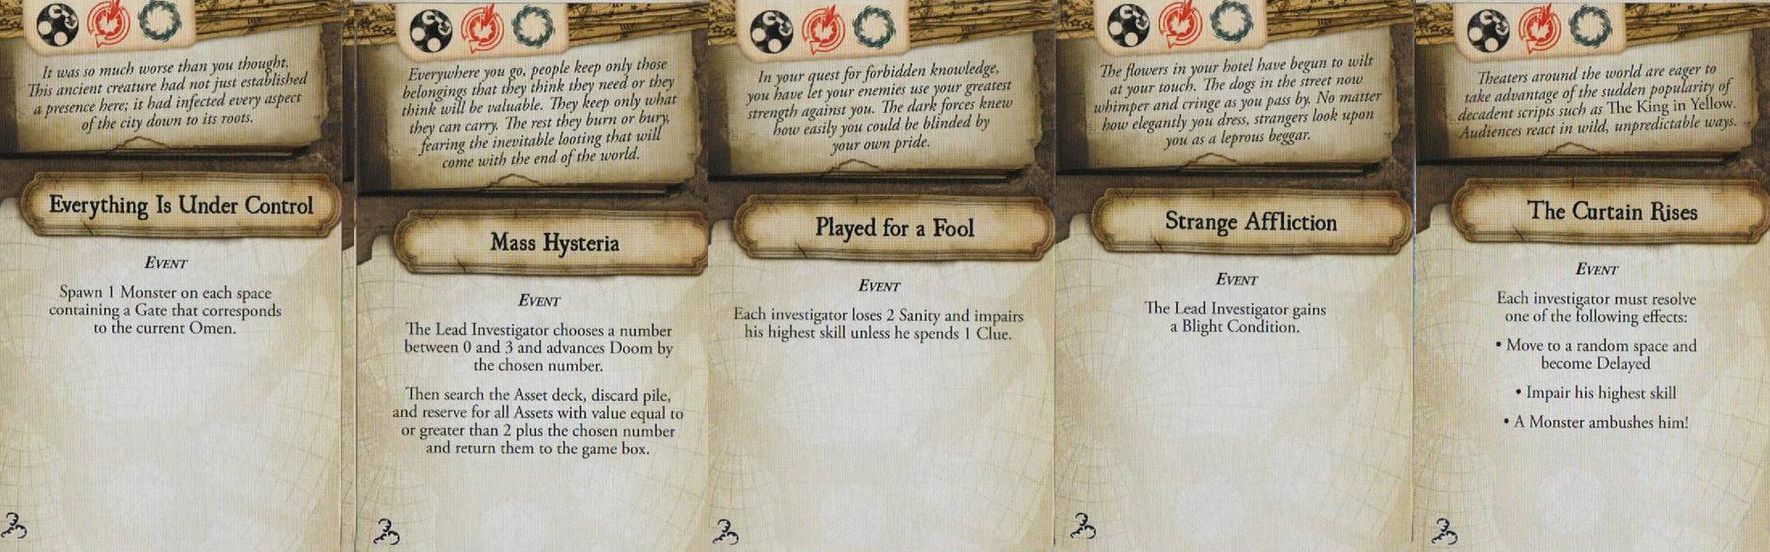 It was so much worse than you thought.
This ancient creature had not just established
a presence here; it had infected every aspect
of the city down to its roots.
Everything Is Under Control
EVENT
Spawn 1 Monster on each space
containing a Gate that corresponds
to the current Omen.
Everywhere you go, people keep only those
belongings that they think they need or they
think will be valuable. They keep only what
they can carry. The rest they burn or bury,
fearing the inevitable looting that will
come with the end of the world.
Mass Hysteria
EVENT
The Lead Investigator chooses a number
between 0 and 3 and advances Doom by
the chosen number.
Then search the Asset deck, discard pile,
and reserve for all Assets with value equal to
or greater than 2 plus the chosen number
and return them to the game box.
In your quest for forbidden knowledge,
you have let your enemies use your greatest
strength against you. The dark forces knew
how easily you could be blinded by
your own pride.
Played for a Fool
EVENT
Each investigator loses 2 Sanity and impairs
his highest skill unless he spends 1 Clue.
The flowers in your hotel have begun to wilt
at your touch. The dogs in the street now
whimper and cringe as you pass by. No matter
how elegantly you dress, strangers look upon
you as a leprous beggar.
Strange Affliction
EVENT
The Lead Investigator gains
a Blight Condition.
Theaters around the world are eager to
take advantage of the sudden popularity of
decadent scripts such as The King in Yellow.
Audiences react in wild, unpredictable ways.
The Curtain Rises
EVENT
Each investigator must resolve
one of the following effects:
• Move to a random space and
become Delayed
• Impair his highest skill
• A Monster ambushes him!